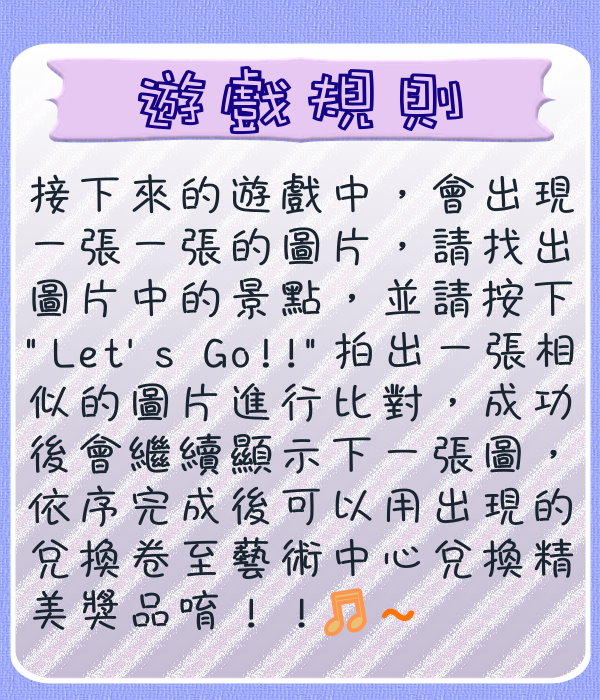 遊戲規則
接下來的遊戲中，會出現
一張一張的圖片，請找出
圖片中的景點，並請按下
"Let's Go!!"拍出一張相
似的圖片進行比對，成功
後會繼續顯示下一張圖，
依序完成後可以用出現的
兌換卷至藝術中心兌換精
美獎品唷！！🎵~